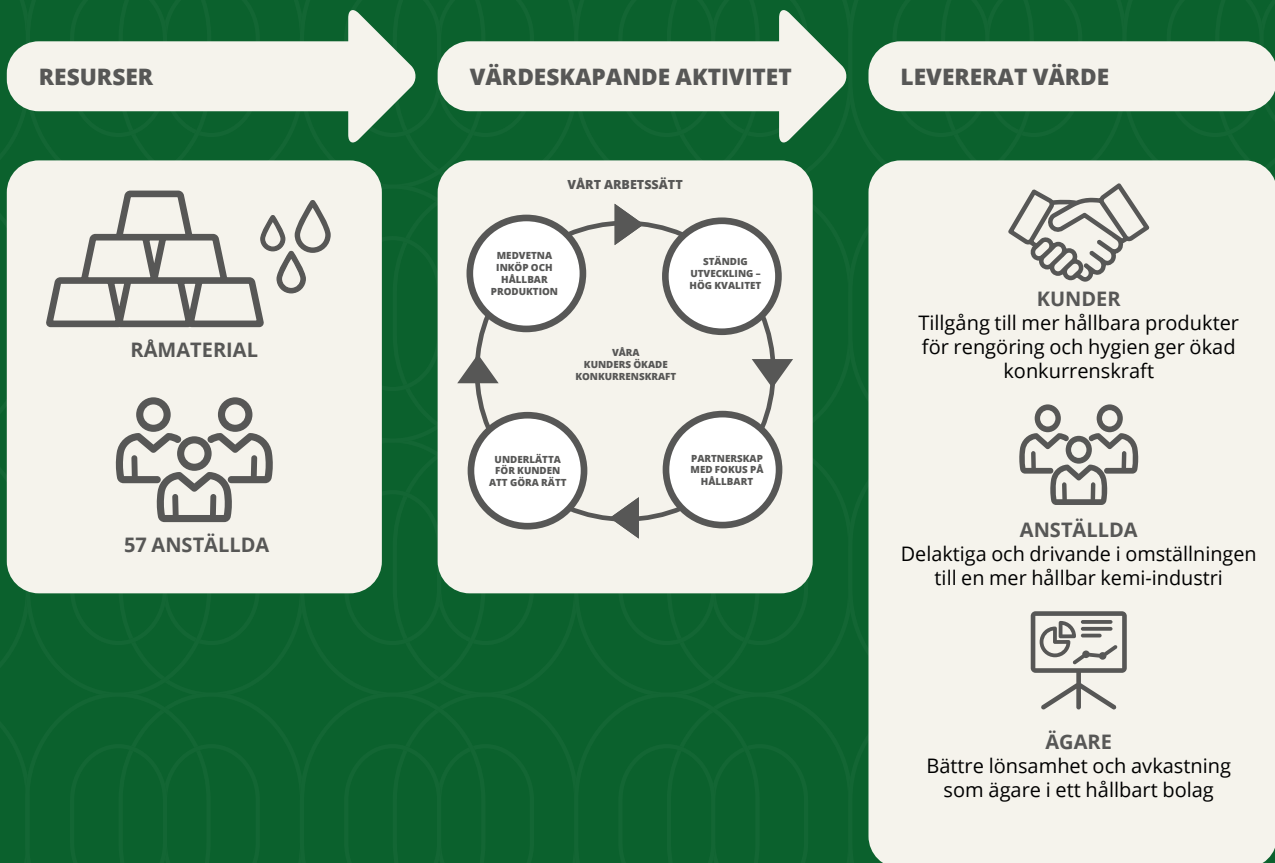 RESURSER
VÄRDESKAPANDE AKTIVITET
LEVERERAT VÄRDE
RÅMATERIAL
57 ANSTÄLLDA
VÅRT ARBETSSÄTT
MEDVETNA
INKÖP OCH
HÅLLBAR
PRODUKTION
STÄNDIG
UTVECKLING –
HÖG KVALITET
VÅRA
KUNDERS ÖKADE
KONKURRENSKRAFT
UNDERLÄTTA
FÖR KUNDEN
ATT GÖRA RÄTT
PARTNERSKAP
MED FOKUS PÅ
HÅLLBART
KUNDER
Tillgång till mer hållbara produkter
för rengöring och hygien ger ökad
konkurrenskraft
ANSTÄLLDA
Delaktiga och drivande i omställningen
till en mer hållbar kemi-industri
ÄGARE
Bättre lönsamhet och avkastning
som ägare i ett hållbart bolag